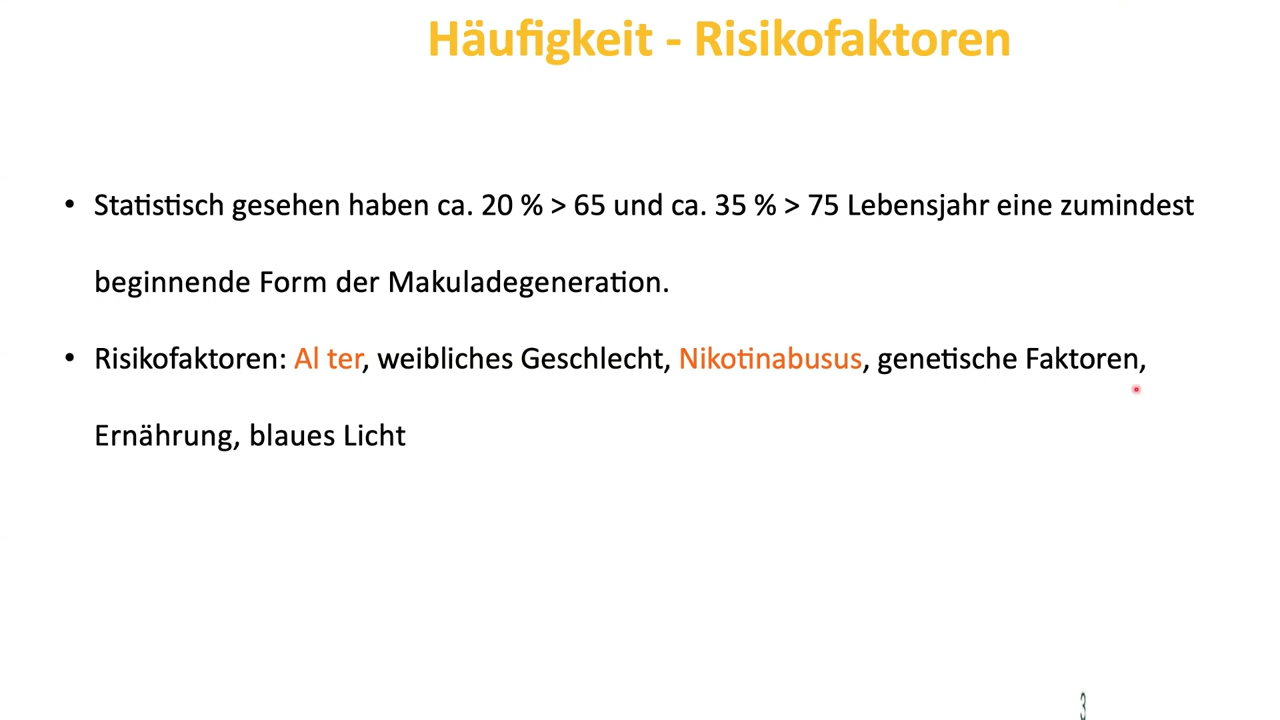 Häufigkeit - Risikofaktoren
• Statistisch gesehen haben ca. 20 % > 65 und ca. 35 % > 75 Lebensjahr eine zumindest
beginnende Form der Makuladegeneration.
• Risikofaktoren: Al ter, weibliches Geschlecht, Nikotinabusus, genetische Faktoren,
Ernährung, blaues Licht
3